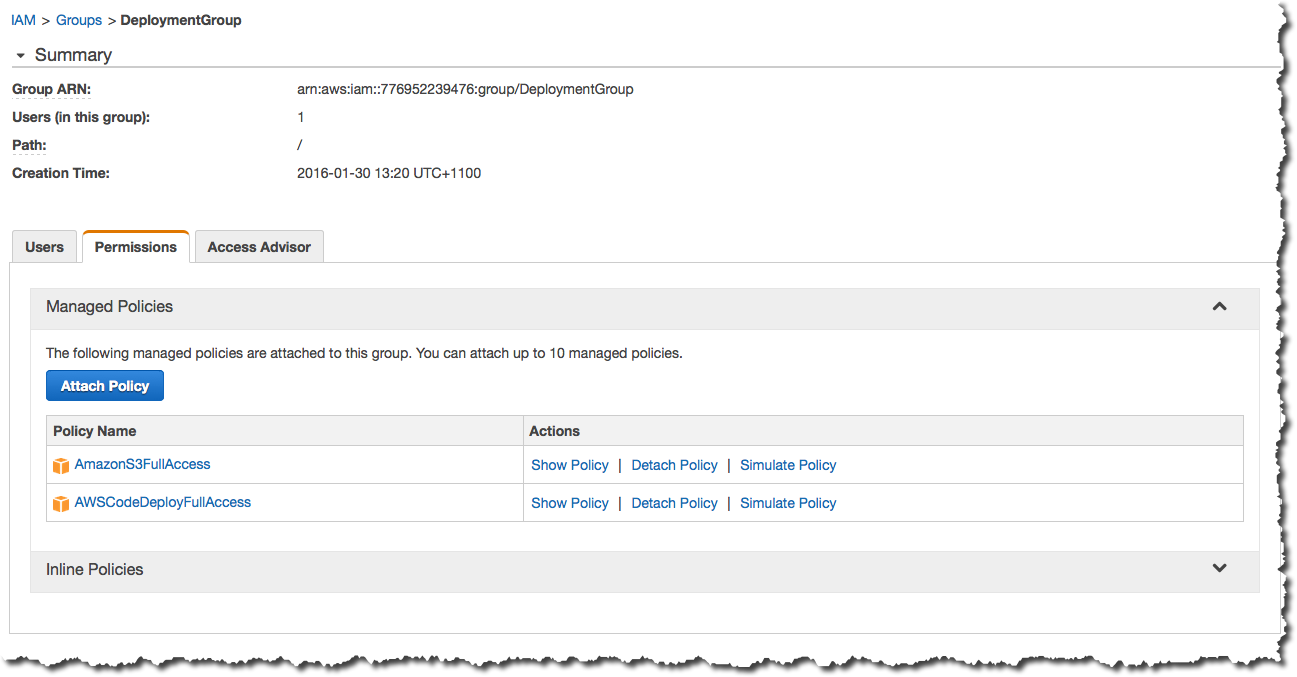 IAM > Groups > DeploymentGroup
Summary
Group ARN: arn:aws:iam::776952239476:group/DeploymentGroup
Users (in this group): 1
Path: /
Creation Time: 2016-01-30 13:20 UTC+1100
Users Permissions Access Advisor
Managed Policies
The following managed policies are attached to this group. You can attach up to 10 managed policies.
Attach Policy
Policy Name Actions
AmazonS3FullAccess Show Policy | Detach Policy | Simulate Policy
AWSCodeDeployFullAccess Show Policy | Detach Policy | Simulate Policy
Inline Policies